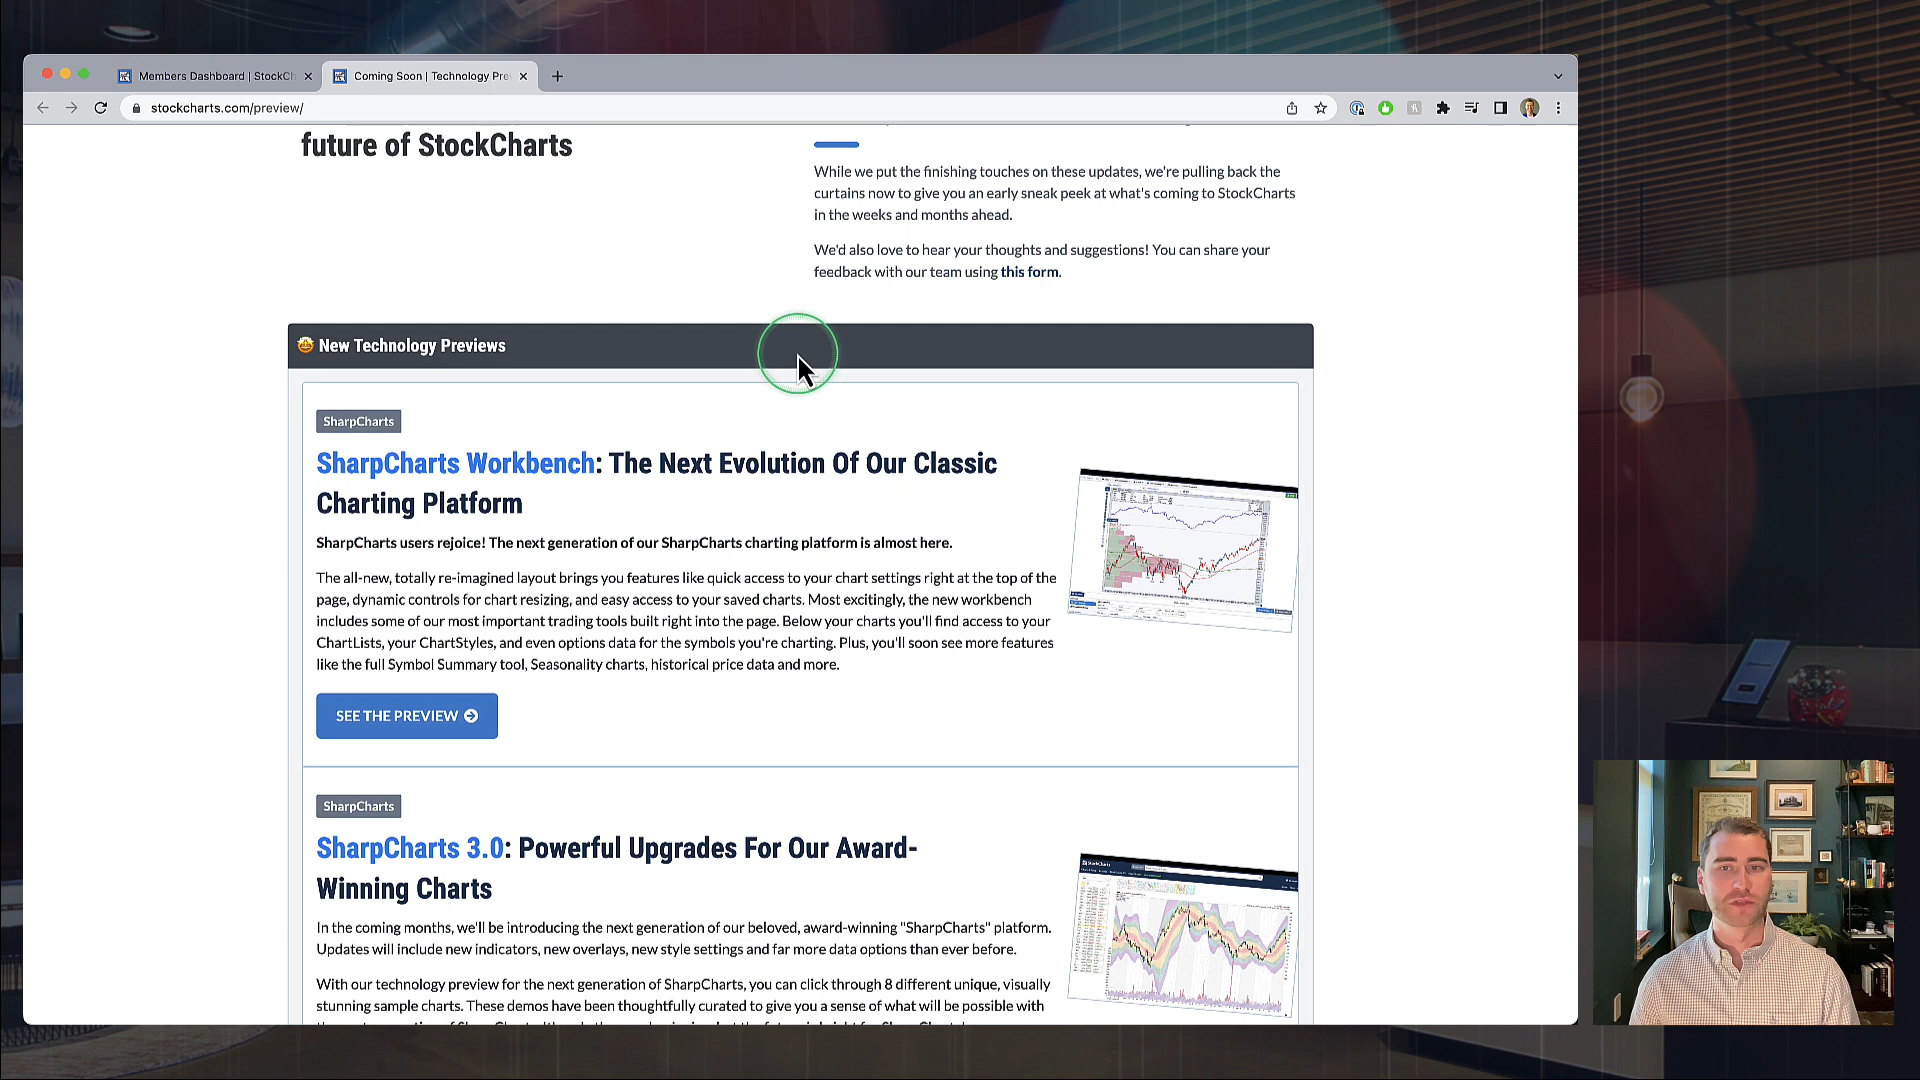 Members Dashboard | StockCh
Coming Soon | Technology Pre
stockcharts.com/preview/
future of StockCharts
While we put the finishing touches on these updates, we're pulling back the
curtains now to give you an early sneak peek at what's coming to StockCharts
in the weeks and months ahead.
We'd also love to hear your thoughts and suggestions! You can share your
feedback with our team using this form.
New Technology Previews
SharpCharts
SharpCharts Workbench: The Next Evolution Of Our Classic
Charting Platform
SharpCharts users rejoice! The next generation of our SharpCharts charting platform is almost here.
The all-new, totally re-imagined layout brings you features like quick access to your chart settings right at the top of the
page, dynamic controls for chart resizing, and easy access to your saved charts. Most excitingly, the new workbench
includes some of our most important trading tools built right into the page. Below your charts you'll find access to your
ChartLists, your ChartStyles, and even options data for the symbols you're charting. Plus, you'll soon see more features
like the full Symbol Summary tool, Seasonality charts, historical price data and more.
SEE THE PREVIEW
SharpCharts
SharpCharts 3.0: Powerful Upgrades For Our Award-
Winning Charts
In the coming months, we'll be introducing the next generation of our beloved, award-winning "SharpCharts" platform.
Updates will include new indicators, new overlays, new style settings and far more data options than ever before.
With our technology preview for the next generation of SharpCharts, you can click through 8 different unique, visually
stunning sample charts. These demos have been thoughtfully curated to give you a sense of what will be possible with